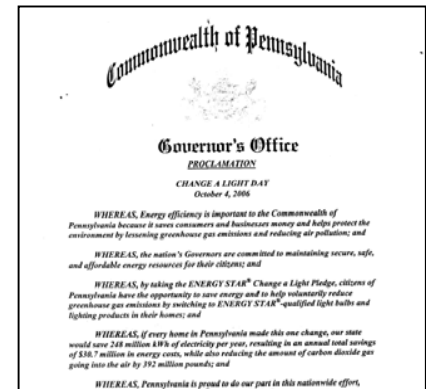 Commonwealth of Pennsylvania
Governor's Office
PROCLAMATION
CHANGE A LIGHT DAY
October 4, 2006
WHEREAS, Energy efficiency is important to the Commonwealth of
Pennsylvania because it saves consumers and businesses money and helps protect the
environment by lessening greenhouse gas emissions and reducing air pollution; and
WHEREAS, the nation's Governors are committed to maintaining secure, safe,
and affordable energy resources for their citizens; and
WHEREAS, by taking the ENERGY STAR® Change a Light Pledge, citizens of
Pennsylvania have the opportunity to save energy and to help voluntarily reduce
greenhouse gas emissions by switching to ENERGY STAR®-qualified light bulbs and
lighting products in their homes; and
WHEREAS, if every home in Pennsylvania made this one change, our state
would save 248 million kWh of electricity per year, resulting in an annual total savings
of $30.7 million in energy costs, while also reducing the amount of carbon dioxide gas
going into the air by 392 million pounds; and
WHEREAS, Pennsylvania is proud to do our part in this nationwide effort,